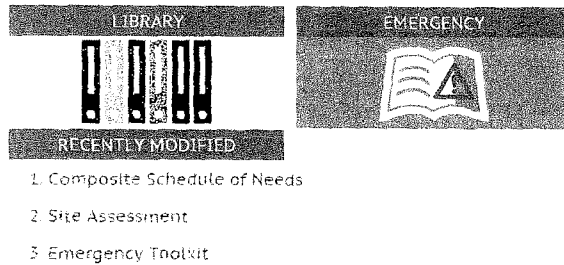 LIBRARY
EMERGENCY
RECENTLY MODIFIED
1. Composite Schedule of Needs
2. Site Assessment
3. Emergency Toolkit